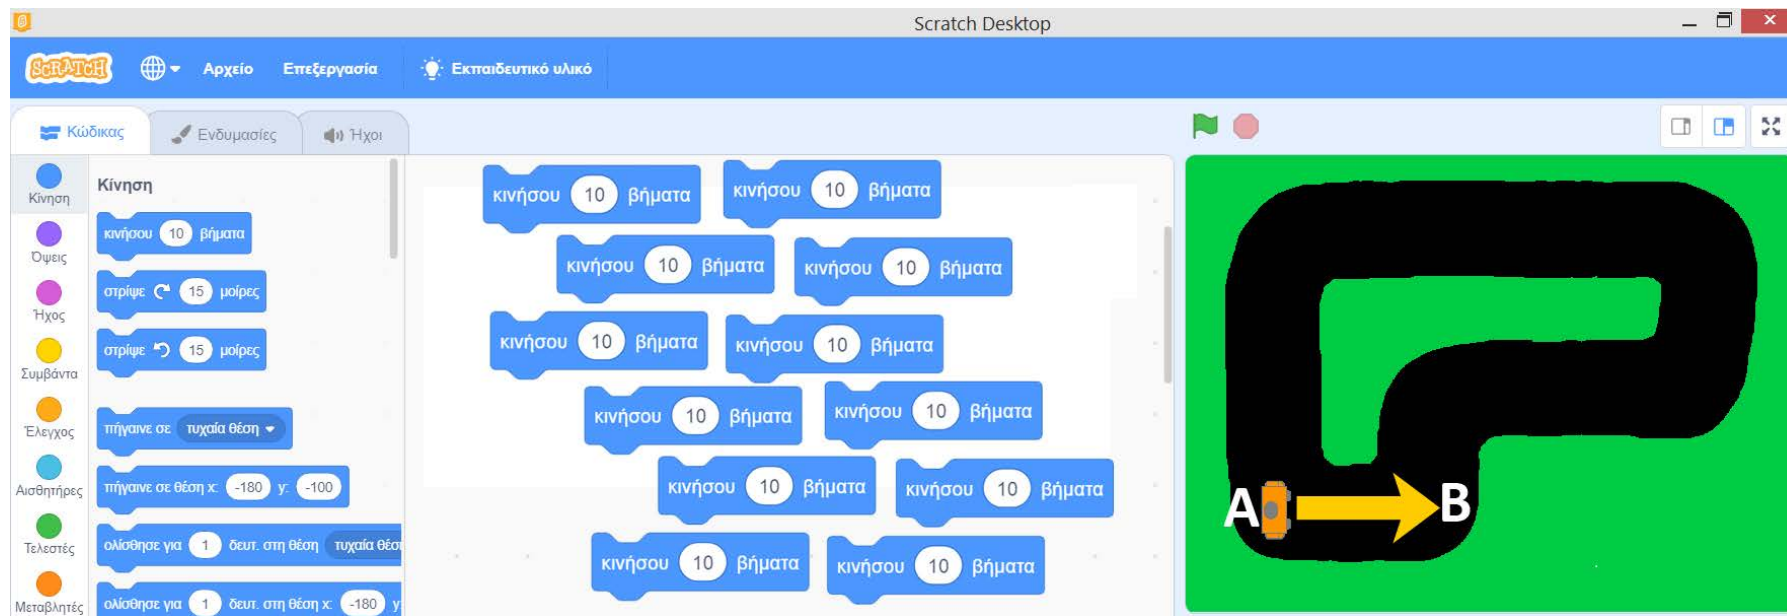 Scratch Desktop
SCRATCH Αρχείο Επεξεργασία Εκπαιδευτικό υλικό
Κώδικας Ενδυμασίες Ήχοι
Κίνηση
Όψεις
Ήχος
Συμβάντα
Έλεγχος
Αισθητήρες
Τελεστές
Μεταβλητές
Κίνηση
κινήσου 10 βήματα
στρίψε 15 μοίρες
στρίψε 15 μοίρες
πήγαινε σε τυχαία θέση
πήγαινε σε θέση x: -180 y: -100
ολίσθησε για 1 δευτ. στη θέση τυχαία θέσ
ολίσθησε για 1 δευτ. στη θέση x: -180 y
κινήσου 10 βήματα
κινήσου 10 βήματα
κινήσου 10 βήματα
κινήσου 10 βήματα
κινήσου 10 βήματα
κινήσου 10 βήματα
κινήσου 10 βήματα
κινήσου 10 βήματα
κινήσου 10 βήματα
κινήσου 10 βήματα
κινήσου 10 βήματα
κινήσου 10 βήματα
A B